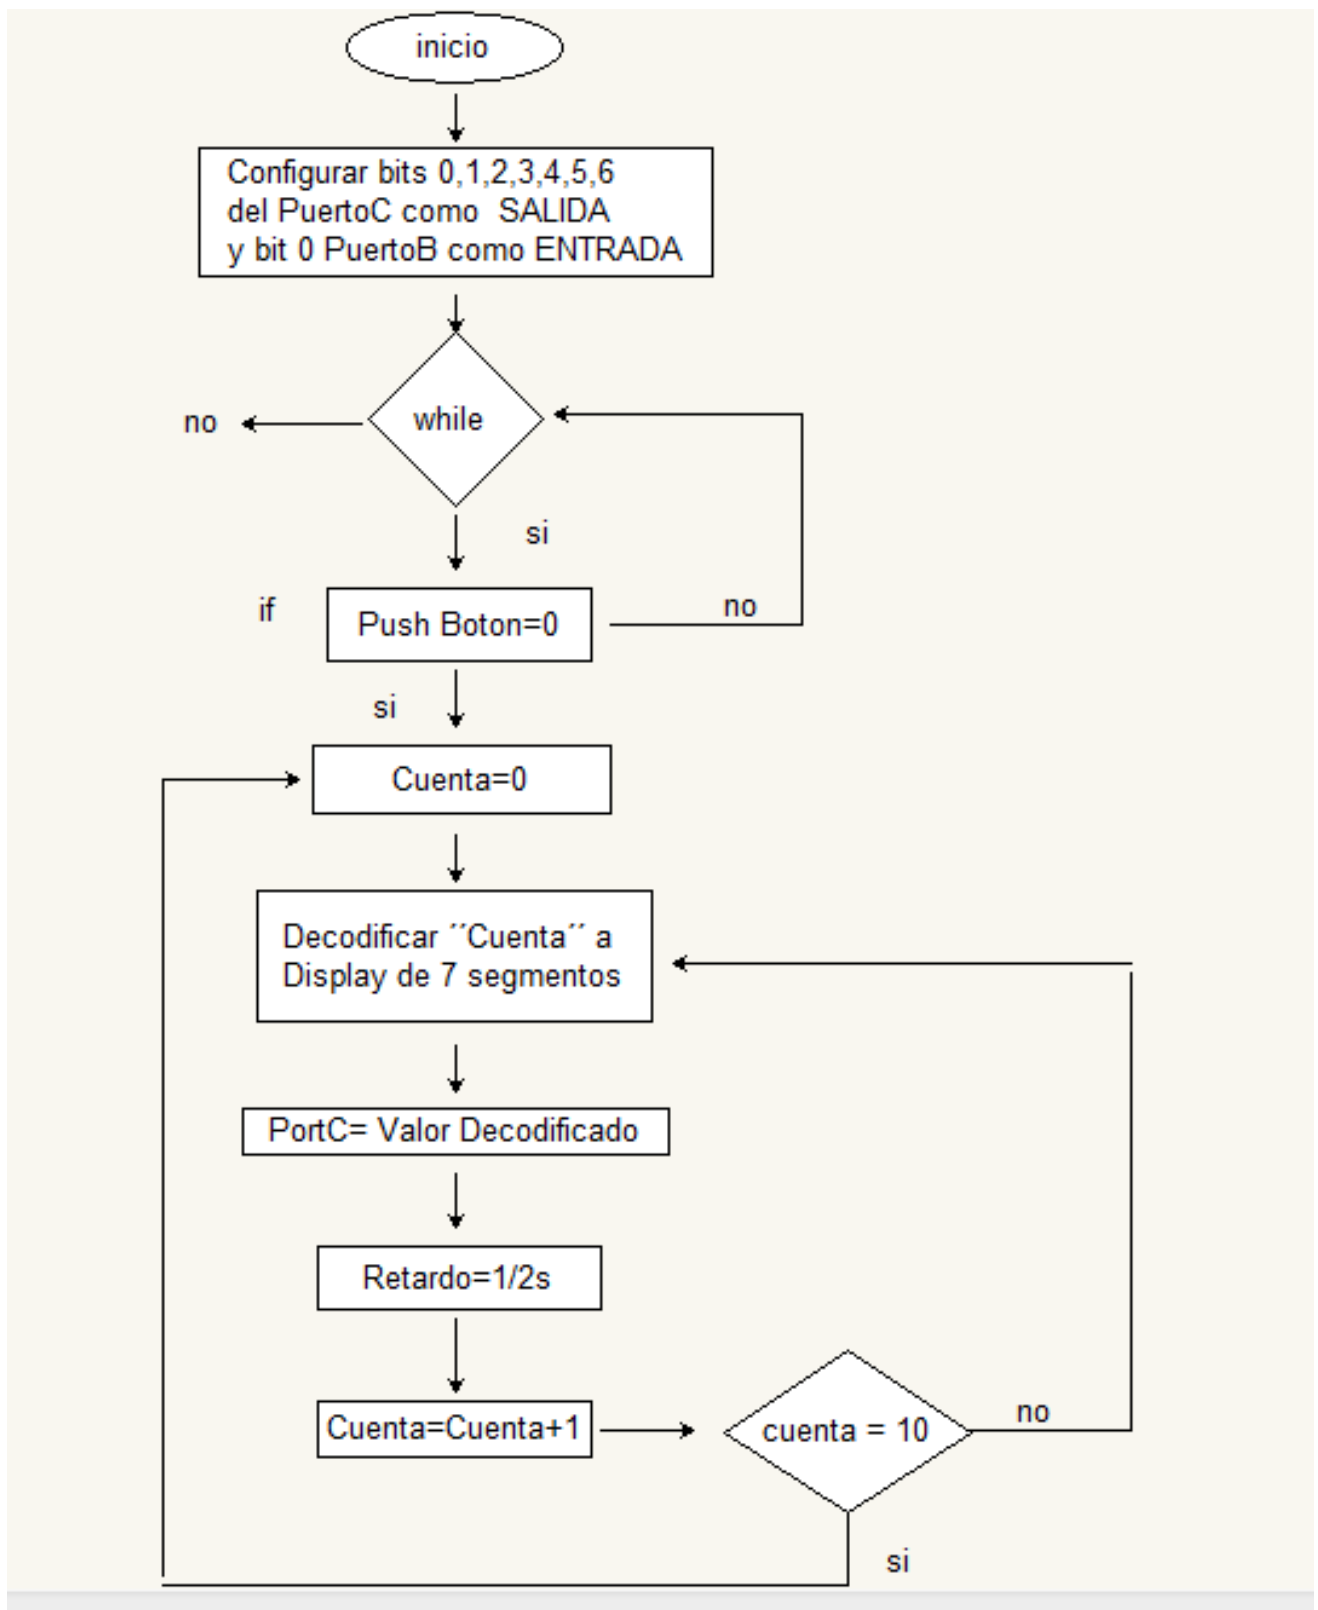 inicio
Configurar bits 0,1,2,3,4,5,6
del PuertoC como SALIDA
y bit 0 PuertoB como ENTRADA
while
no
si
if
Push Boton=0
no
si
Cuenta=0
Decodificar ´´Cuenta´´ a
Display de 7 segmentos
PortC= Valor Decodificado
Retardo=1/2s
Cuenta=Cuenta+1
cuenta = 10
no
si